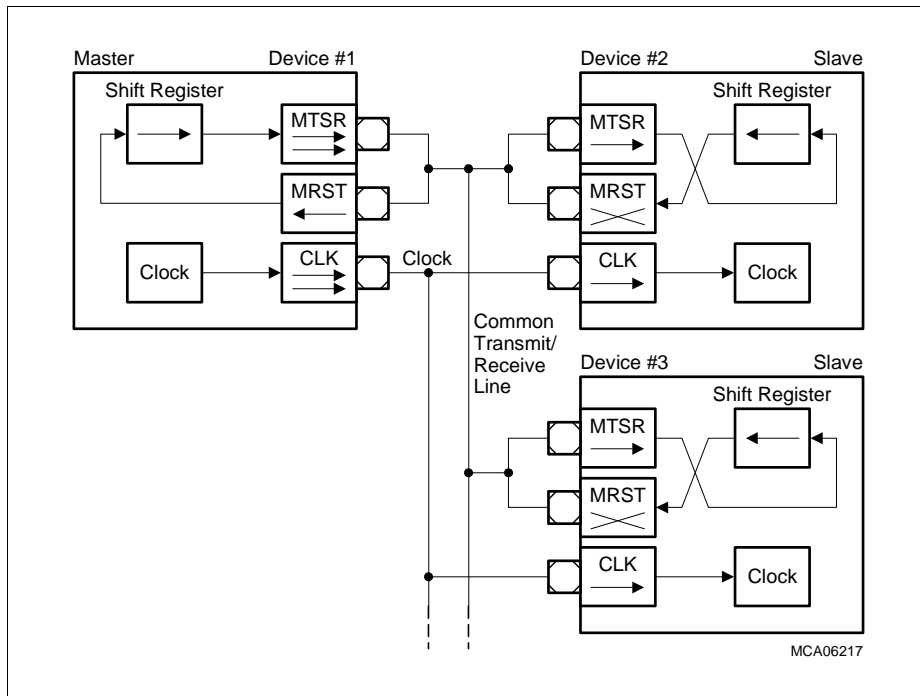 Master Device #1
Shift Register
MTSR
MRST
Clock
CLK
Clock
Common
Transmit/
Receive
Line
Device #2 Slave
Shift Register
MTSR
MRST
CLK
Clock
Device #3 Slave
Shift Register
MTSR
MRST
CLK
Clock
MCA06217